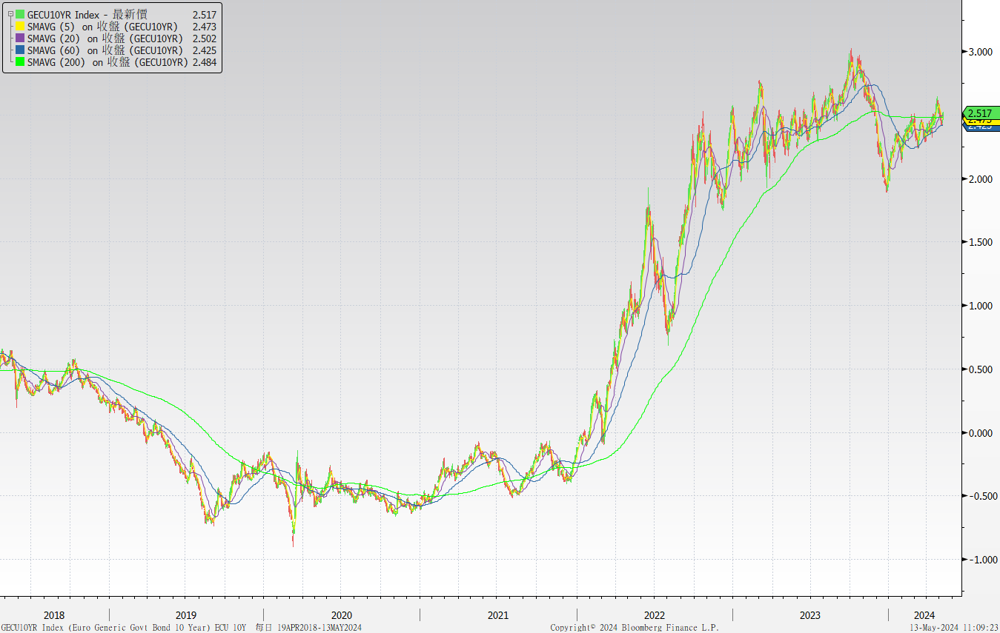 GECU10YR Index - 最新價 2.517
SMAVG (5) on 收盤 (GECU10YR) 2.473
SMAVG (20) on 收盤 (GECU10YR) 2.502
SMAVG (60) on 收盤 (GECU10YR) 2.425
SMAVG (200) on 收盤 (GECU10YR) 2.484
3.000
2.517
2.473
2.425
2.000
1.500
1.000
0.500
0.000
-0.500
-1.000
2018 2019 2020 2021 2022 2023 2024
GECU10YR Index (Euro Generic Govt Bond 10 Year) ECU 10Y 每日 19APR2018-13MAY2024 Copyright© 2024 Bloomberg Finance L.P. 13-May-2024 11:09:23